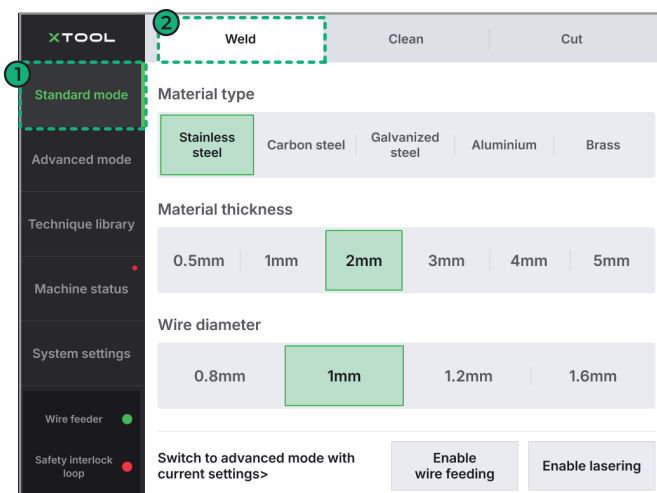 XTOOL
1
Standard mode
Advanced mode
Technique library
Machine status
System settings
Wire feeder
Safety interlock
loop
2
Weld
Clean
Cut
Material type
Stainless
steel
Carbon steel
Galvanized
steel
Aluminium
Brass
Material thickness
0.5mm
1mm
2mm
3mm
4mm
5mm
Wire diameter
0.8mm
1mm
1.2mm
1.6mm
Switch to advanced mode with
current settings>
Enable
wire feeding
Enable lasering